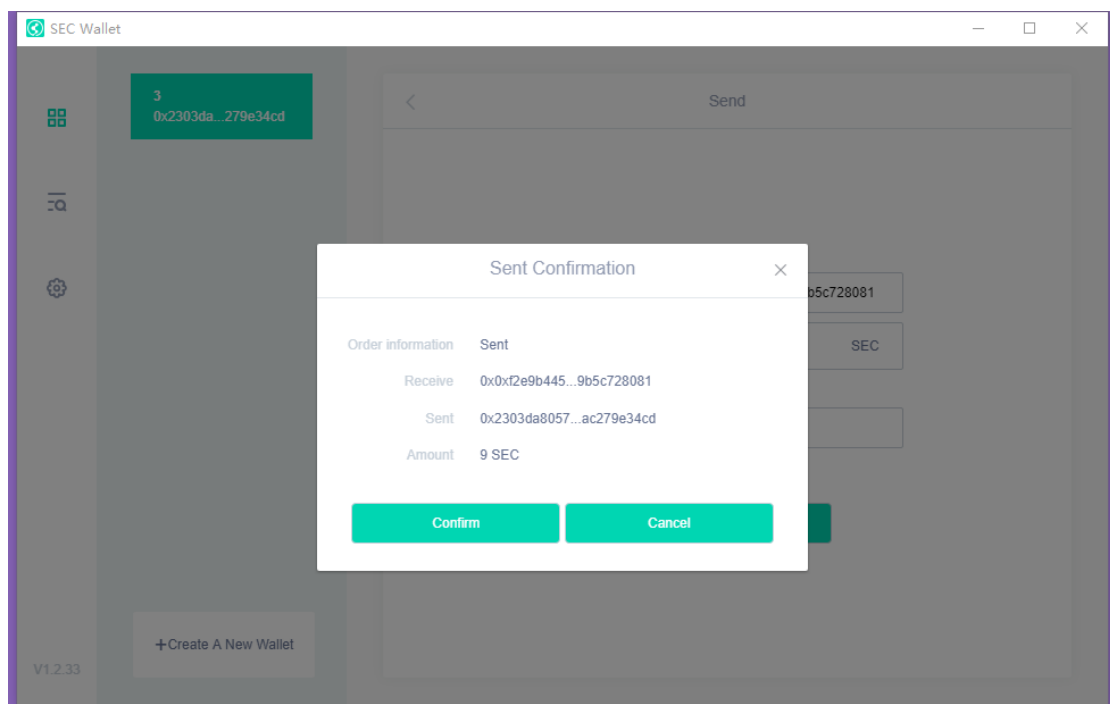 SEC Wallet
3
0x2303da...279e34cd
Send
b5c728081
SEC
Sent Confirmation
Order information Sent
Receive 0x0xf2e9b445...9b5c728081
Sent 0x2303da8057...ac279e34cd
Amount 9 SEC
Confirm Cancel
+Create A New Wallet
V1.2.33